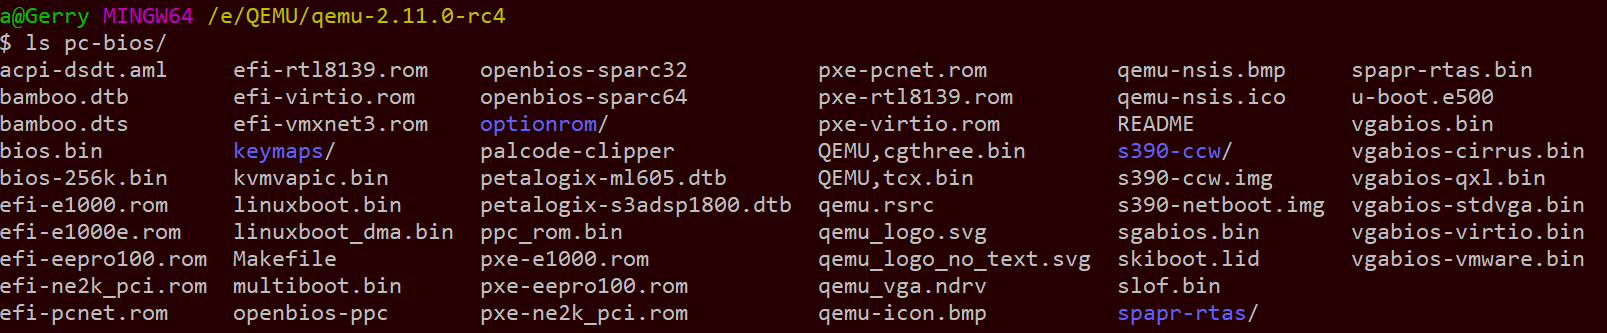 a@Gerry MINGW64 /e/QEMU/qemu-2.11.0-rc4
$ ls pc-bios/
acpi-dsdt.aml efi-rtl8139.rom openbios-sparc32 pxe-pcnet.rom qemu-nsis.bmp spapr-rtas.bin
bamboo.dtb efi-virtio.rom openbios-sparc64 pxe-rtl8139.rom qemu-nsis.ico u-boot.e500
bamboo.dts efi-vmxnet3.rom optionrom/ pxe-virtio.rom README vgabios.bin
bios.bin keymaps/ palcode-clipper QEMU,cgthree.bin s390-ccw/ vgabios-cirrus.bin
bios-256k.bin kvmvapic.bin petalogix-ml605.dtb QEMU,tcx.bin s390-ccw.img vgabios-qxl.bin
efi-e1000.rom linuxboot.bin petalogix-s3adsp1800.dtb qemu.rsrc s390-netboot.img vgabios-stdvga.bin
efi-e1000e.rom linuxboot_dma.bin ppc_rom.bin qemu_logo.svg sgabios.bin vgabios-virtio.bin
efi-eepro100.rom Makefile pxe-e1000.rom qemu_logo_no_text.svg skiboot.lid vgabios-vmware.bin
efi-ne2k_pci.rom multiboot.bin pxe-eepro100.rom qemu_vga.ndrv slof.bin
efi-pcnet.rom openbios-ppc pxe-ne2k_pci.rom qemu-icon.bmp spapr-rtas/